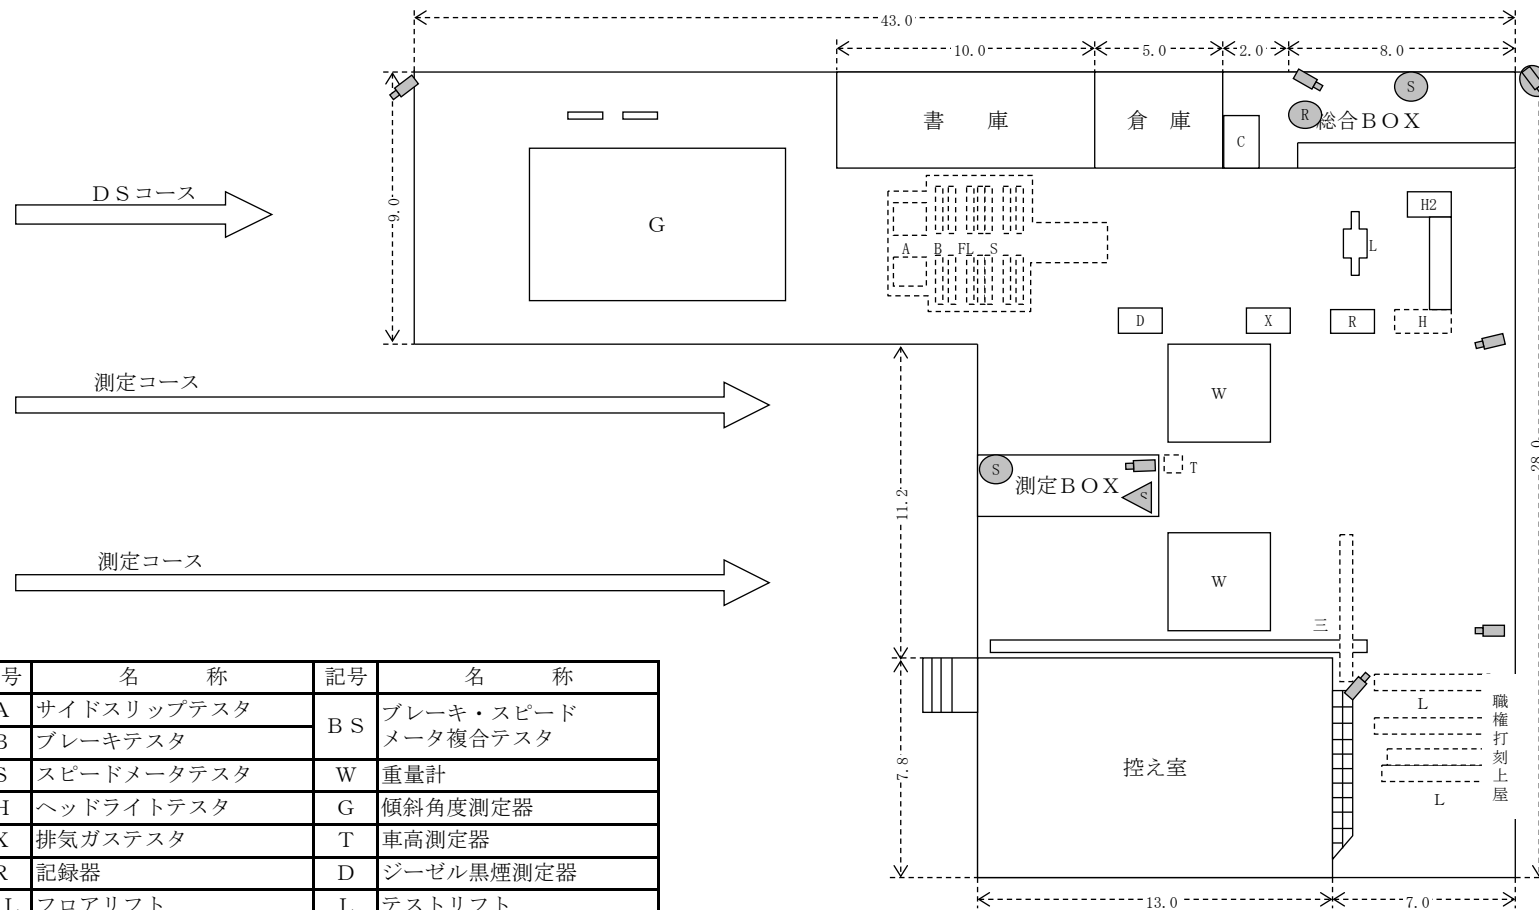 43.0
10.0
5.0
2.0
8.0
S
書 庫
倉 庫
R
総合BOX
C
DSコース
9.0
G
H2
A B FL S
L
D
X
R
H
測定コース
W
28.0
S
測定BOX
T
S
11.2
測定コース
W
三
号 名 称 記号 名 称
A サイドスリップテスタ BS ブレーキ・スピード
メータ複合テスタ
B ブレーキテスタ
S スピードメータテスタ W 重量計
H ヘッドライトテスタ G 傾斜角度測定器
X 排気ガステスタ T 車高測定器
R 記録器 D ジーゼル黒煙測定器
L フロアリフト L テストリフト
7.8
控え室
L
L
職権打刻上屋
13.0
7.0